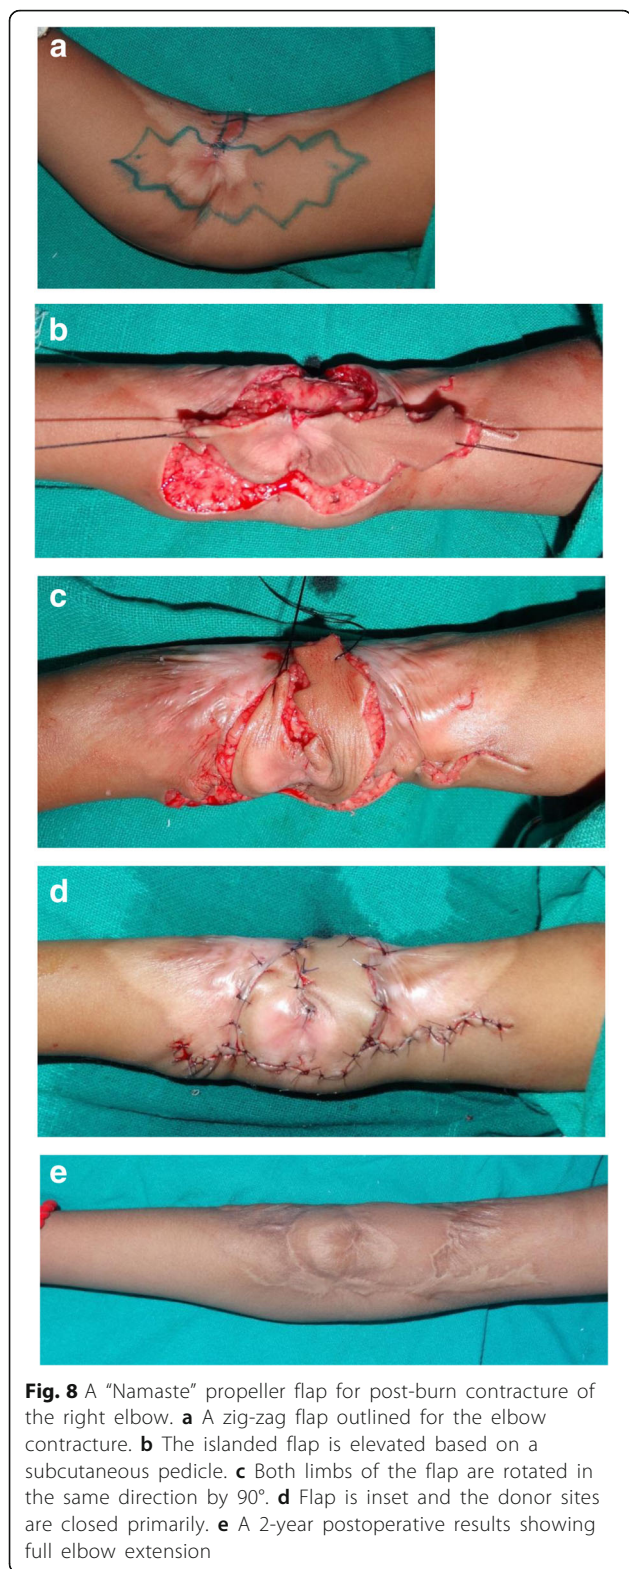 a
b
c
d
e
Fig. 8 A “Namaste” propeller flap for post-burn contracture of
the right elbow. a A zig-zag flap outlined for the elbow
contracture. b The islanded flap is elevated based on a
subcutaneous pedicle. c Both limbs of the flap are rotated in
the same direction by 90°. d Flap is inset and the donor sites
are closed primarily. e A 2-year postoperative results showing
full elbow extension